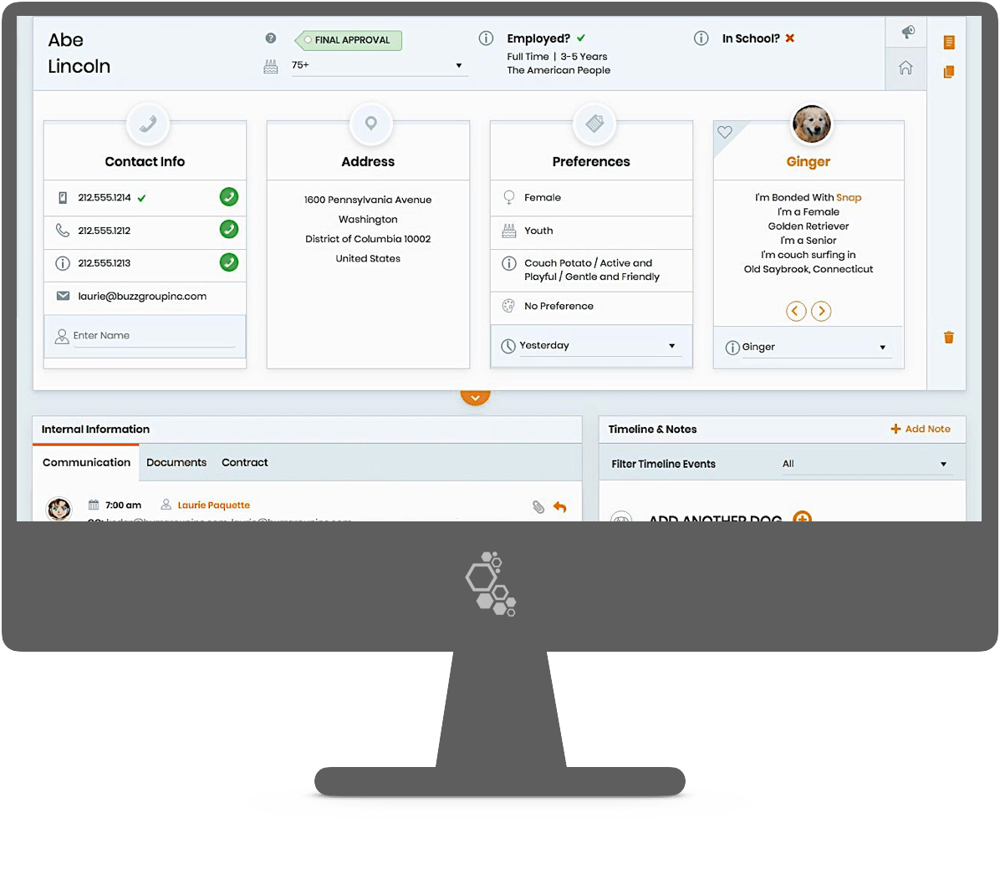 Abe
Lincoln
FINAL APPROVAL
75+
Employed?
Full Time | 3-5 Years
The American People
In School?
Contact Info
212.555.1214
212.555.1212
212.555.1213
laurie@buzzgroupinc.com
Enter Name
Address
1600 Pennsylvania Avenue
Washington
District of Columbia 10002
United States
Preferences
Female
Youth
Couch Potato / Active and
Playful / Gentle and Friendly
No Preference
Yesterday
Ginger
I'm Bonded With Snap
I'm a Female
Golden Retriever
I'm a Senior
I'm couch surfing in
Old Saybrook, Connecticut
Ginger
Internal Information
Communication Documents Contract
7:00 am Laurie Paquette
Timeline & Notes
Add Note
Filter Timeline Events
All
ADD ANOTHER DOG